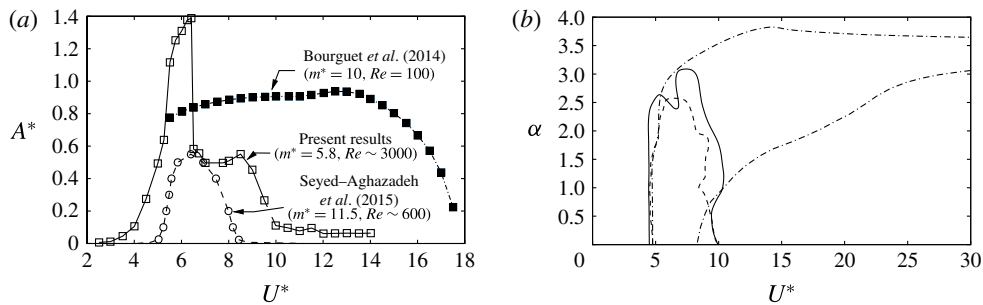 (a)
1.4
1.2
1.0
0.8
0.6
0.4
0.2
0
A*
Bourguet et al. (2014)
(m* = 10, Re = 100)
Present results
(m* = 5.8, Re ∼ 3000)
Seyed–Aghazadeh
et al. (2015)
(m* = 11.5, Re ∼ 600)
2 4 6 8 10 12 14 16 18
U*
(b)
4.0
3.5
3.0
2.5
2.0
1.5
1.0
0.5
α
0 5 10 15 20 25 30
U*